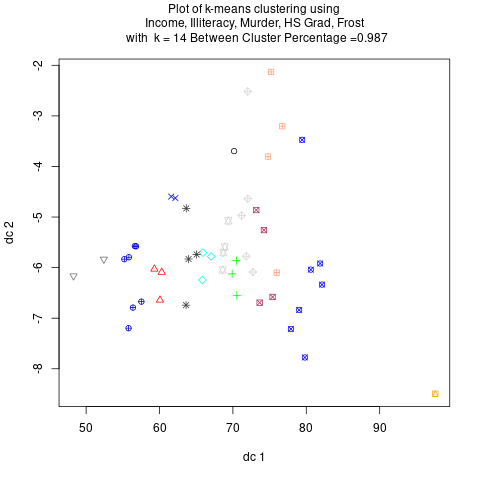 Plot of k-means clustering using
Income, Illiteracy, Murder, HS Grad, Frost
with k = 14 Between Cluster Percentage =0.987
-2
-3
-4
-5
-6
-7
-8
dc 2
50 60 70 80 90
dc 1